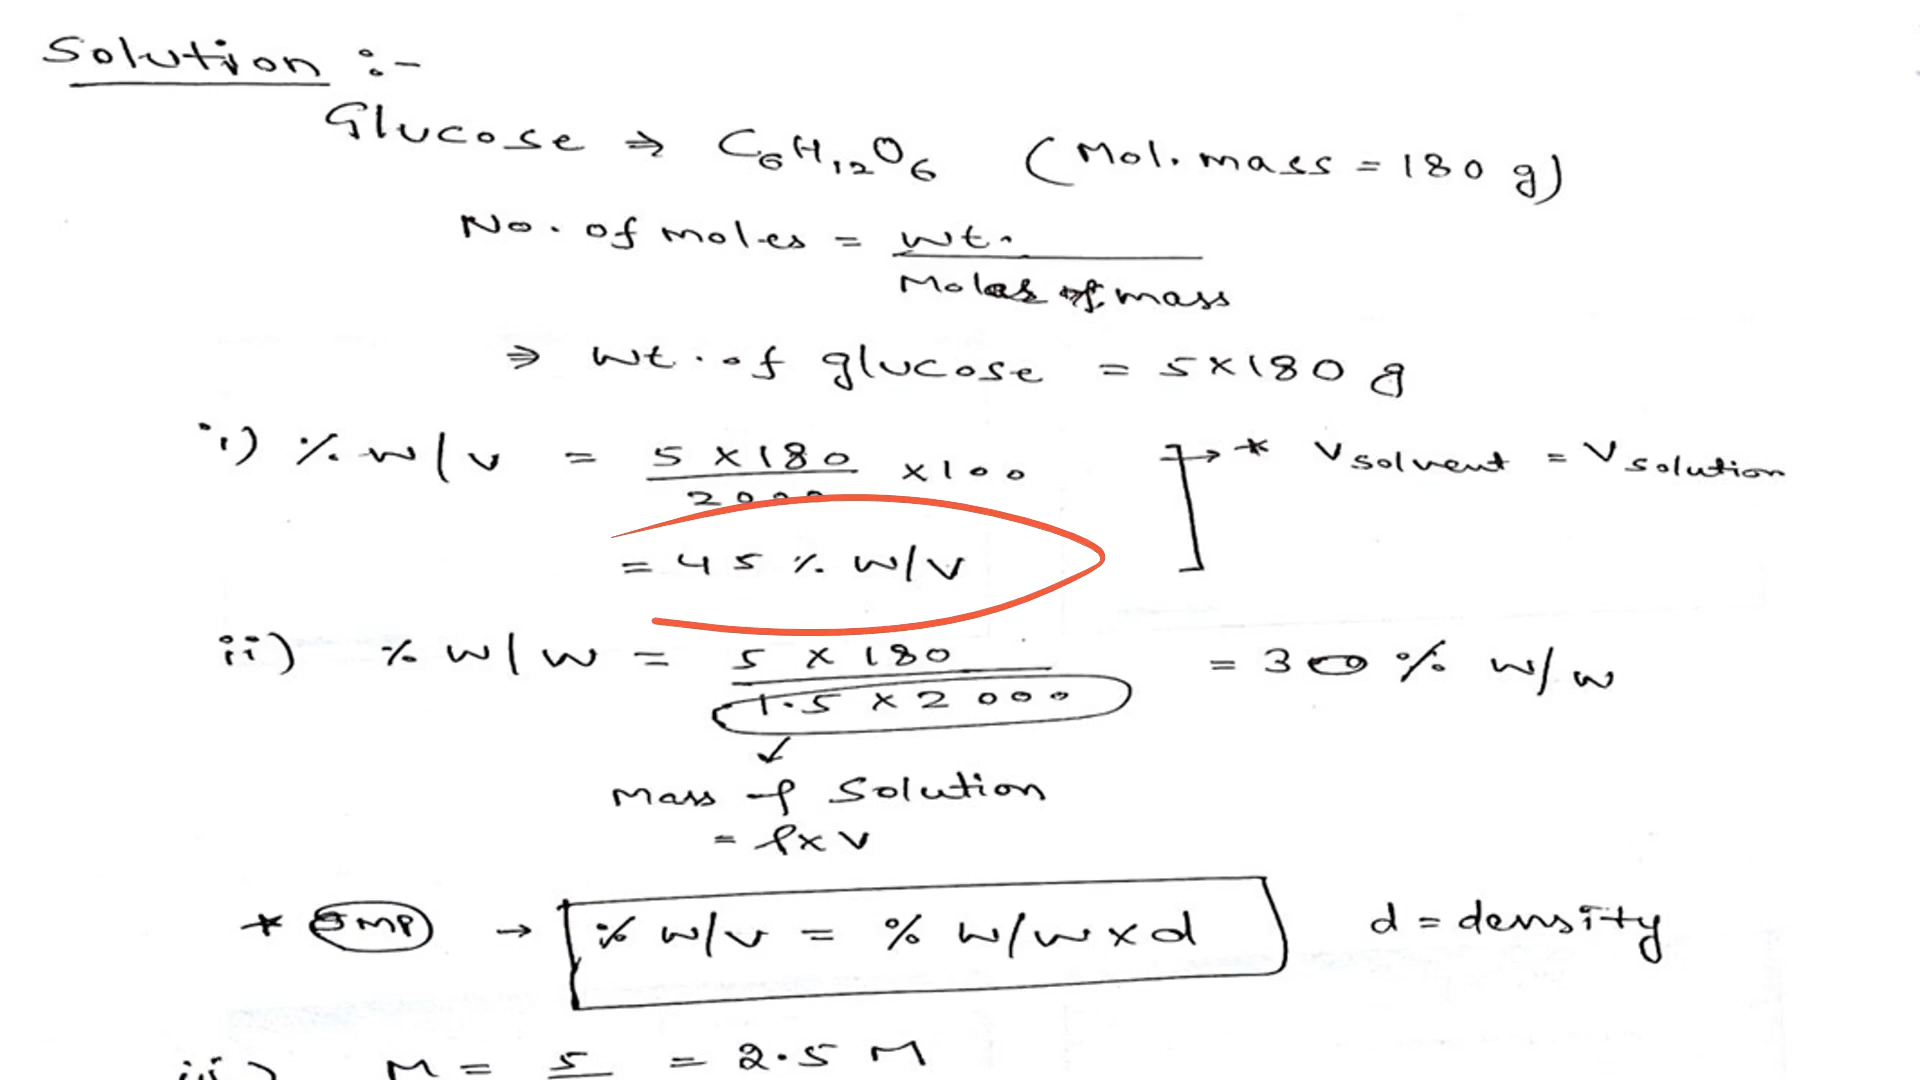 Solution :-
Glucose ⇒ C6H12O6 (Mol. mass = 180 g)
No. of moles = wt.
mass
⇒ wt. of glucose = 5×180 g
i) % w/v = 5 × 180 × 100 ] → * Vsolvent = Vsolution
2000
= 45 % w/v
ii) % w/w = 5 × 180 = 30 % w/w
1.5 × 2000
↓
Mass of Solution
= ρ × v
* IMP → % w/v = % w/w × d d = density
iii) M = 5 = 2.5 M